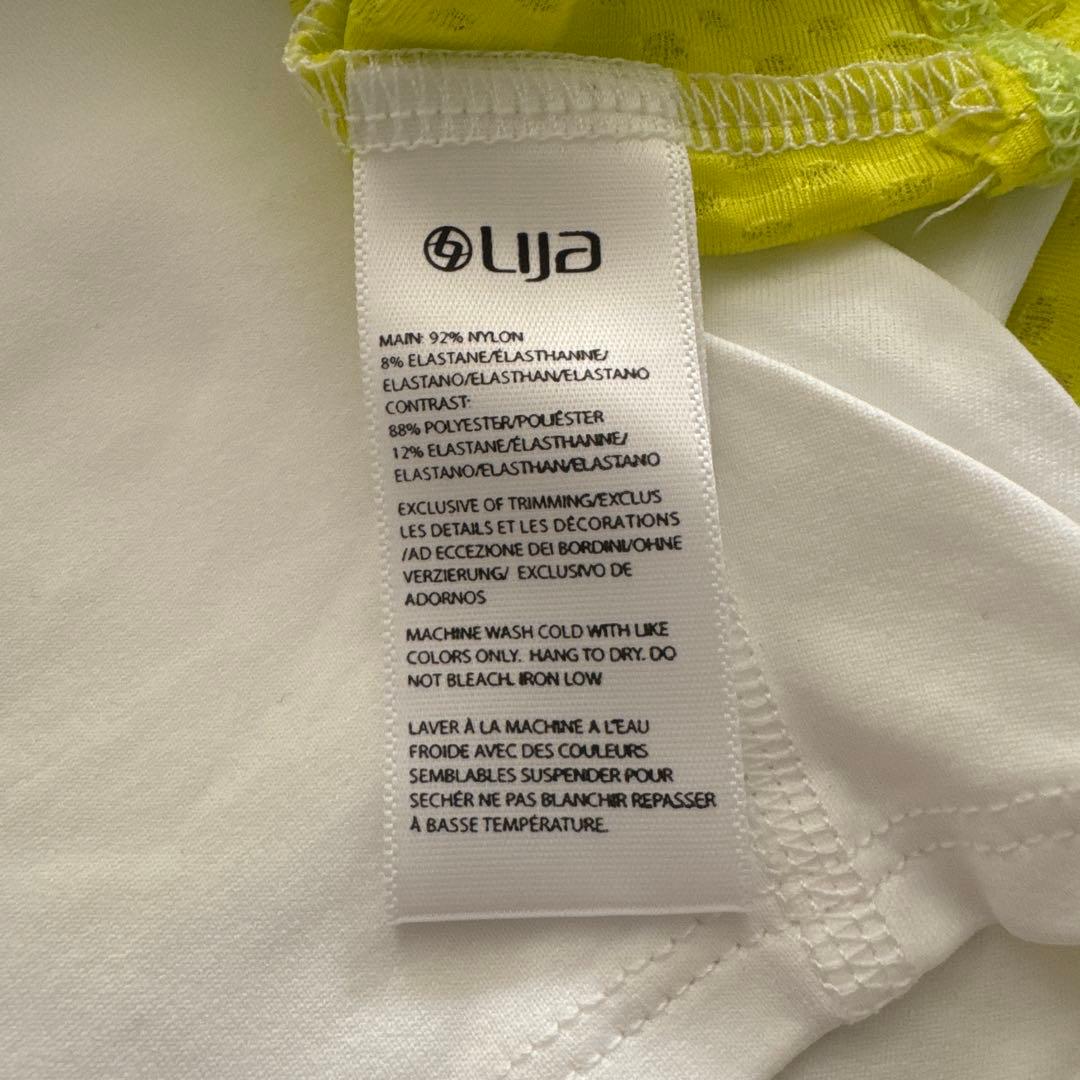 Lija
MAIN: 92% NYLON
8% ELASTANE/ÉLASTHANNE/
ELASTANO/ELASTHAN/ELASTANO
CONTRAST:
88% POLYESTER/POLIÉSTER
12% ELASTANE/ÉLASTHANNE/
ELASTANO/ELASTHAN/ELASTANO
EXCLUSIVE OF TRIMMING/EXCLUS
LES DETAILS ET LES DÉCORATIONS
/AD ECCEZIONE DEI BORDINI/OHNE
VERZIERUNG/ EXCLUSIVO DE
ADORNOS
MACHINE WASH COLD WITH LIKE
COLORS ONLY. HANG TO DRY. DO
NOT BLEACH. IRON LOW
LAVER À LA MACHINE A L'EAU
FROIDE AVEC DES COULEURS
SEMBLABLES SUSPENDER POUR
SECHÉR NE PAS BLANCHIR REPASSER
À BASSE TEMPÉRATURE.